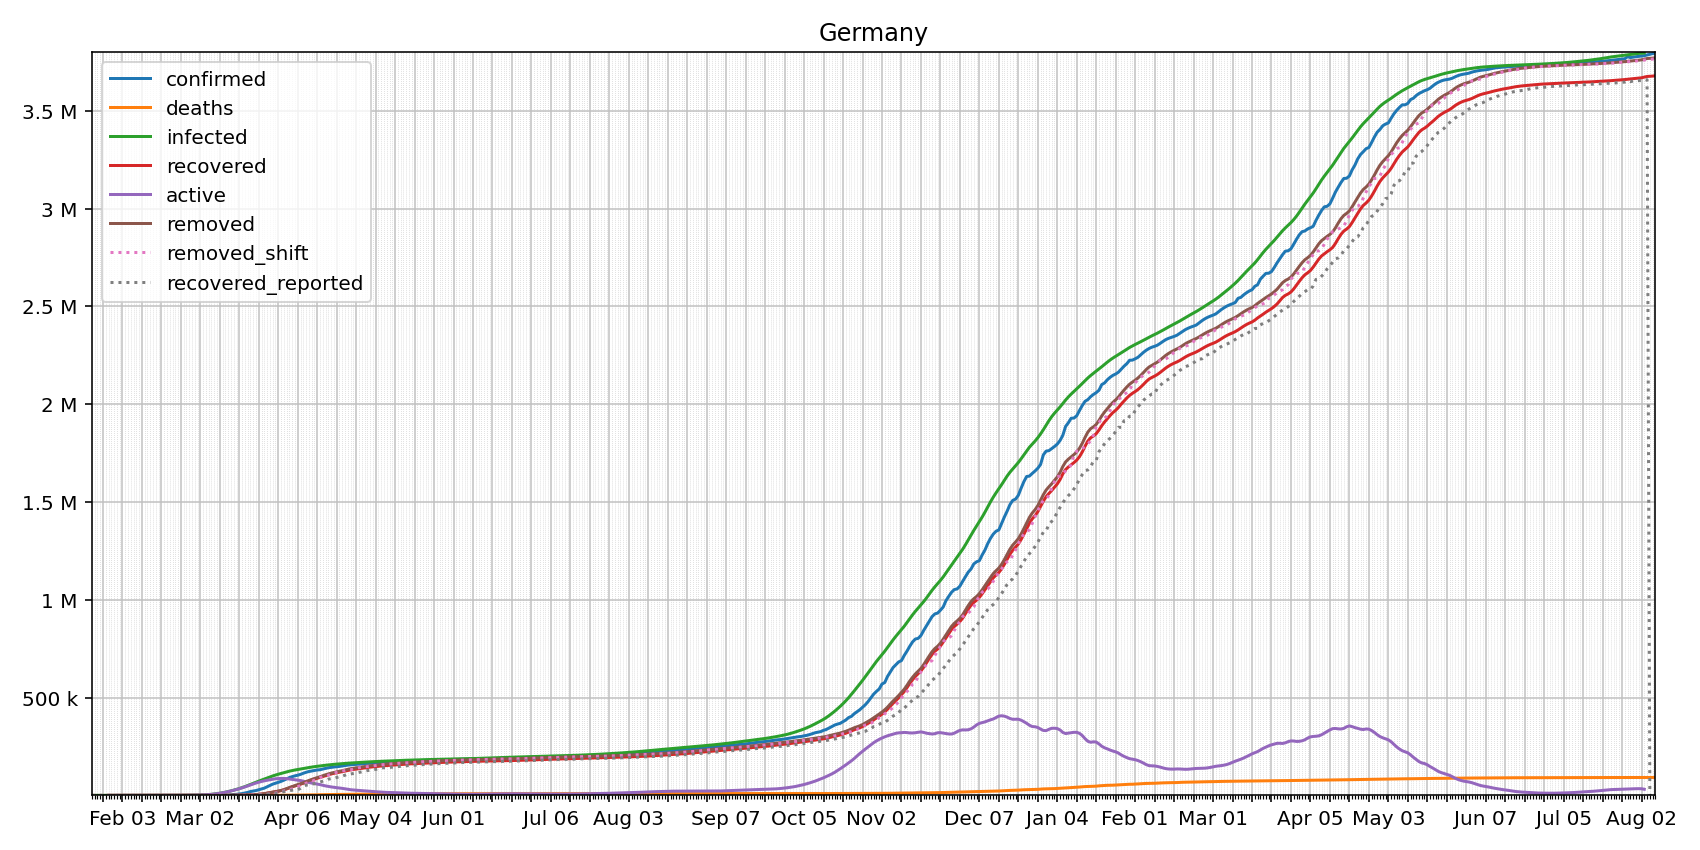 Germany
confirmed
deaths
infected
recovered
active
removed
removed_shift
recovered_reported
3.5 M
3 M
2.5 M
2 M
1.5 M
1 M
500 k
Feb 03 Mar 02 Apr 06 May 04 Jun 01 Jul 06 Aug 03 Sep 07 Oct 05 Nov 02 Dec 07 Jan 04 Feb 01 Mar 01 Apr 05 May 03 Jun 07 Jul 05 Aug 02